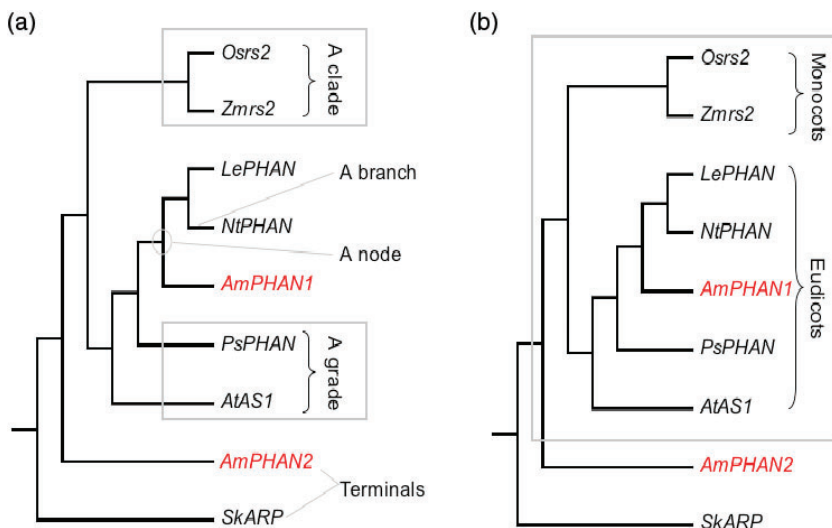 (a)
Osrs2
Zmrs2
A clade
LePHAN
A branch
NtPHAN
A node
AmPHAN1
PsPHAN
AtAS1
A grade
AmPHAN2
Terminals
SkARP
(b)
Osrs2
Zmrs2
Monocots
LePHAN
NtPHAN
AmPHAN1
PsPHAN
AtAS1
Eudicots
AmPHAN2
SkARP